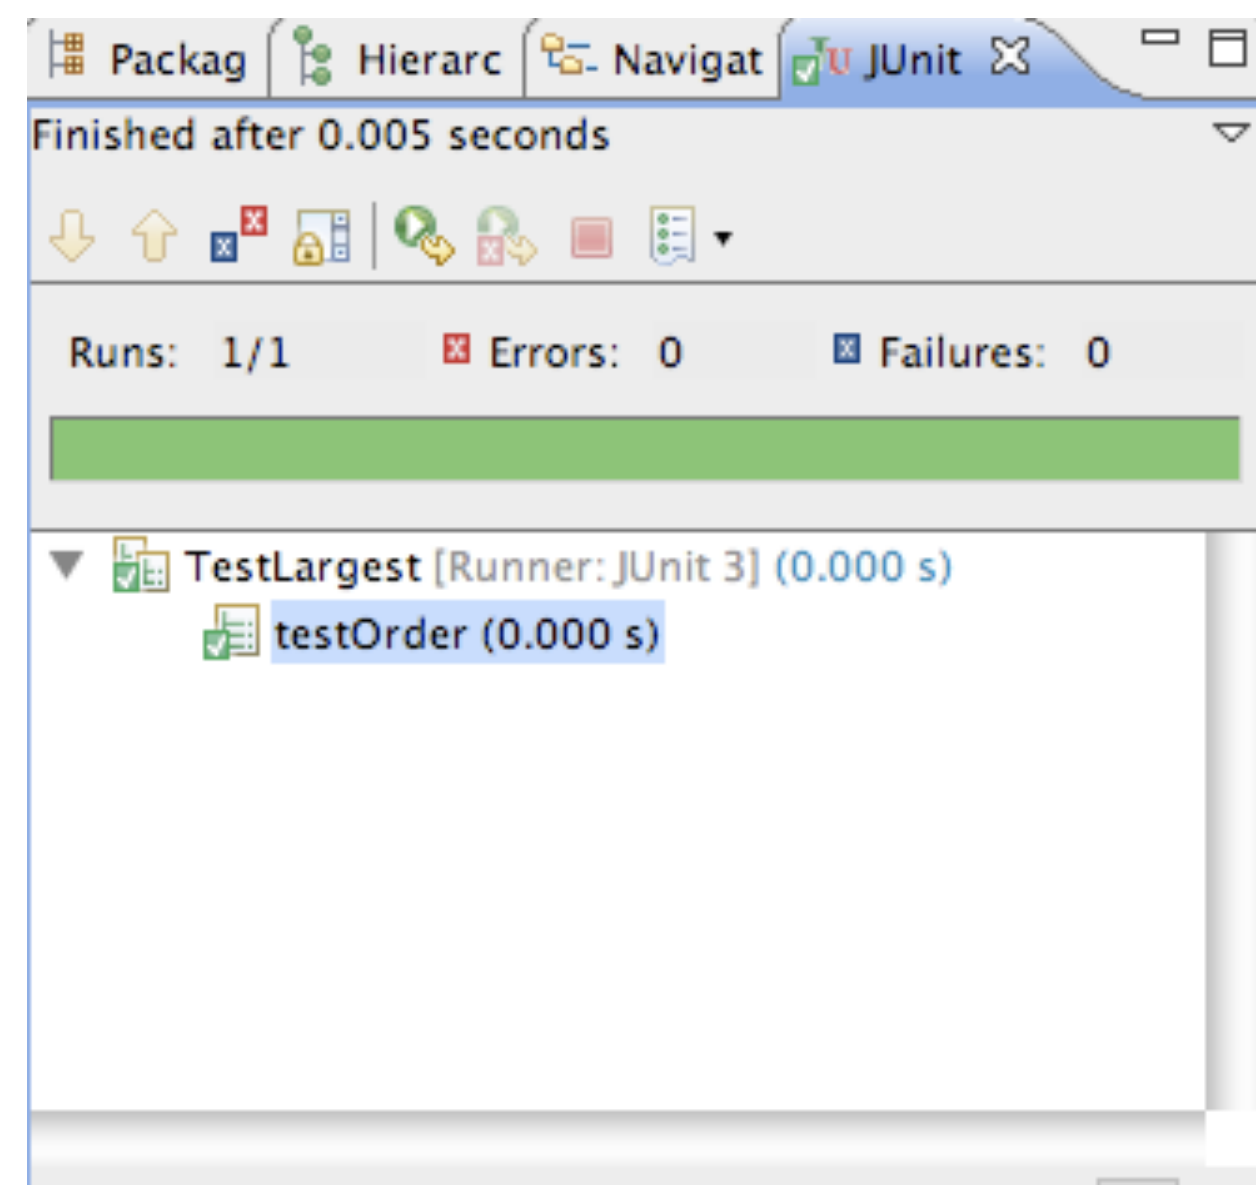 Packag Hierarc Navigat JUnit
Finished after 0.005 seconds
Runs: 1/1 Errors: 0 Failures: 0
TestLargest [Runner: JUnit 3] (0.000 s)
testOrder (0.000 s)